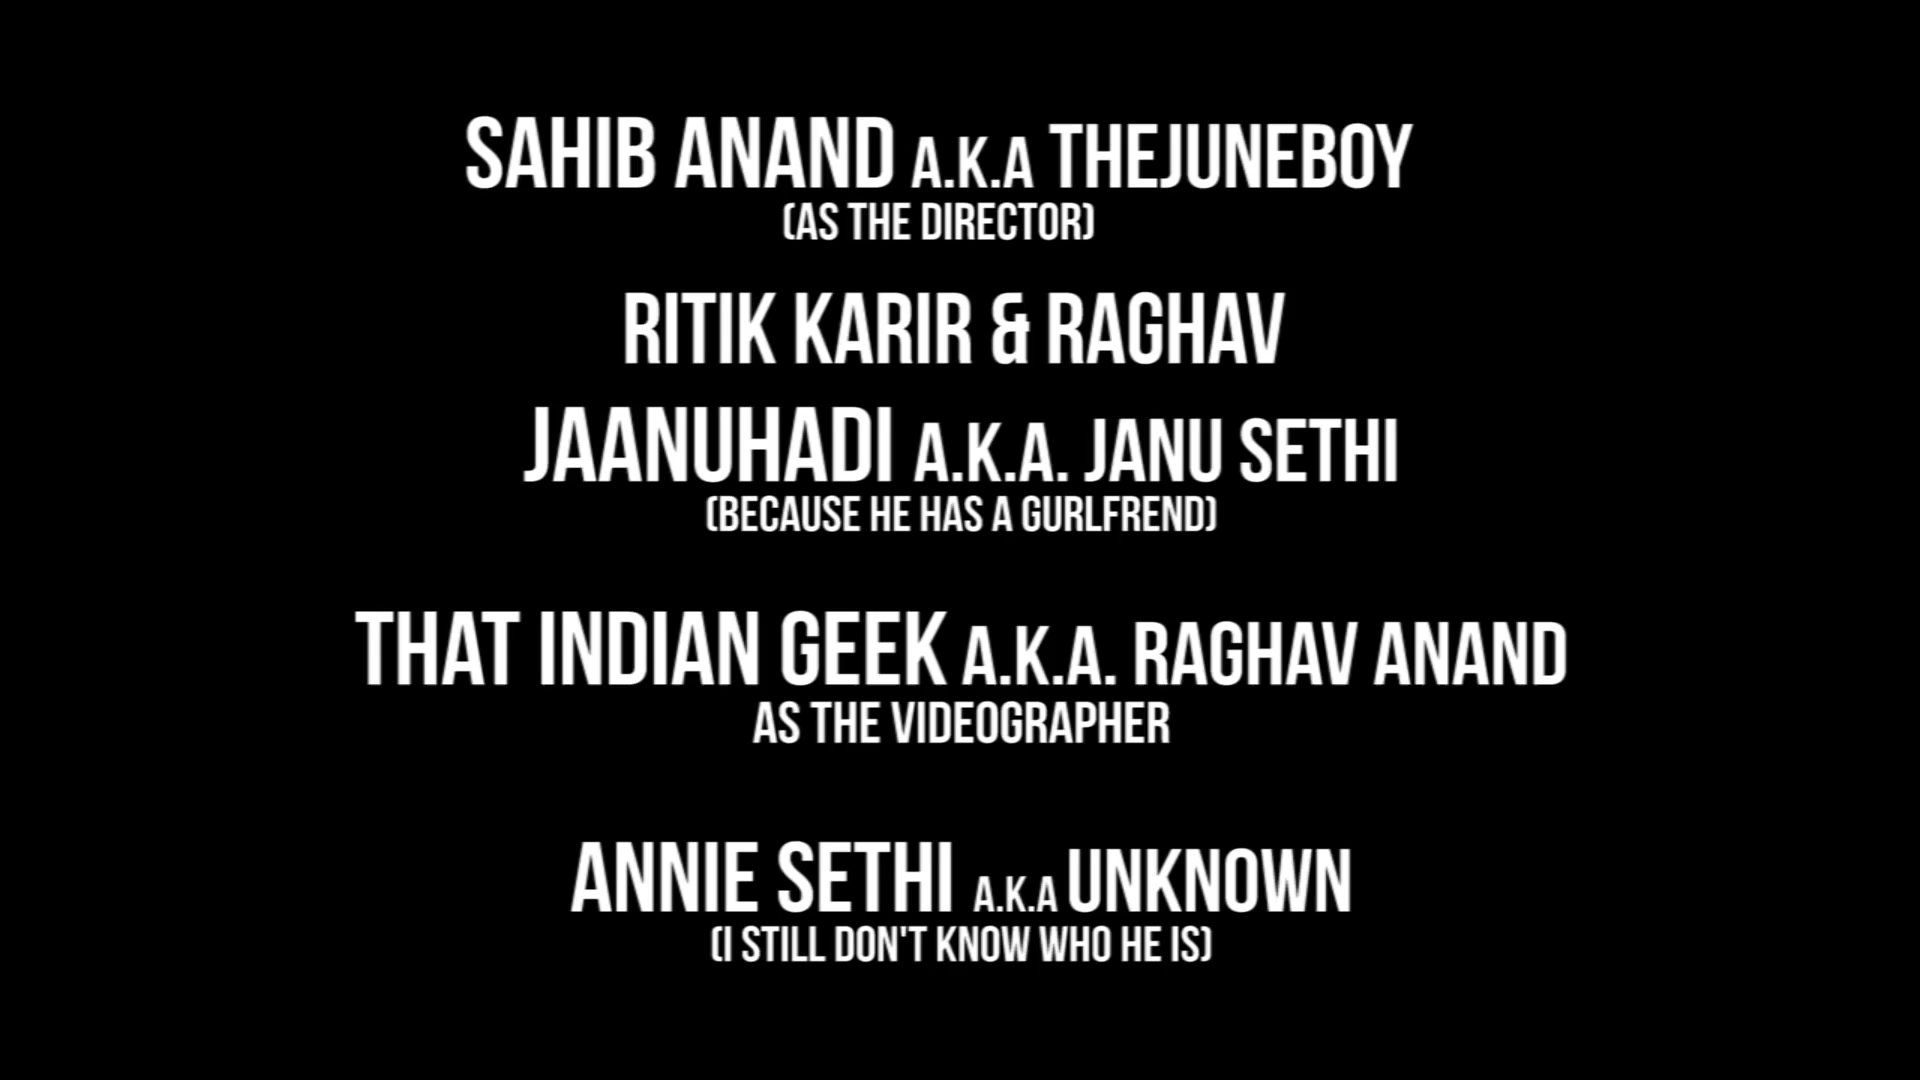 SAHIB ANAND A.K.A THEJUNEBOY
(AS THE DIRECTOR)
RITIK KARIR & RAGHAV
JAANUHADI A.K.A. JANU SETHI
(BECAUSE HE HAS A GURLFREND)
THAT INDIAN GEEK A.K.A. RAGHAV ANAND
AS THE VIDEOGRAPHER
ANNIE SETHI A.K.A UNKNOWN
(I STILL DON'T KNOW WHO HE IS)